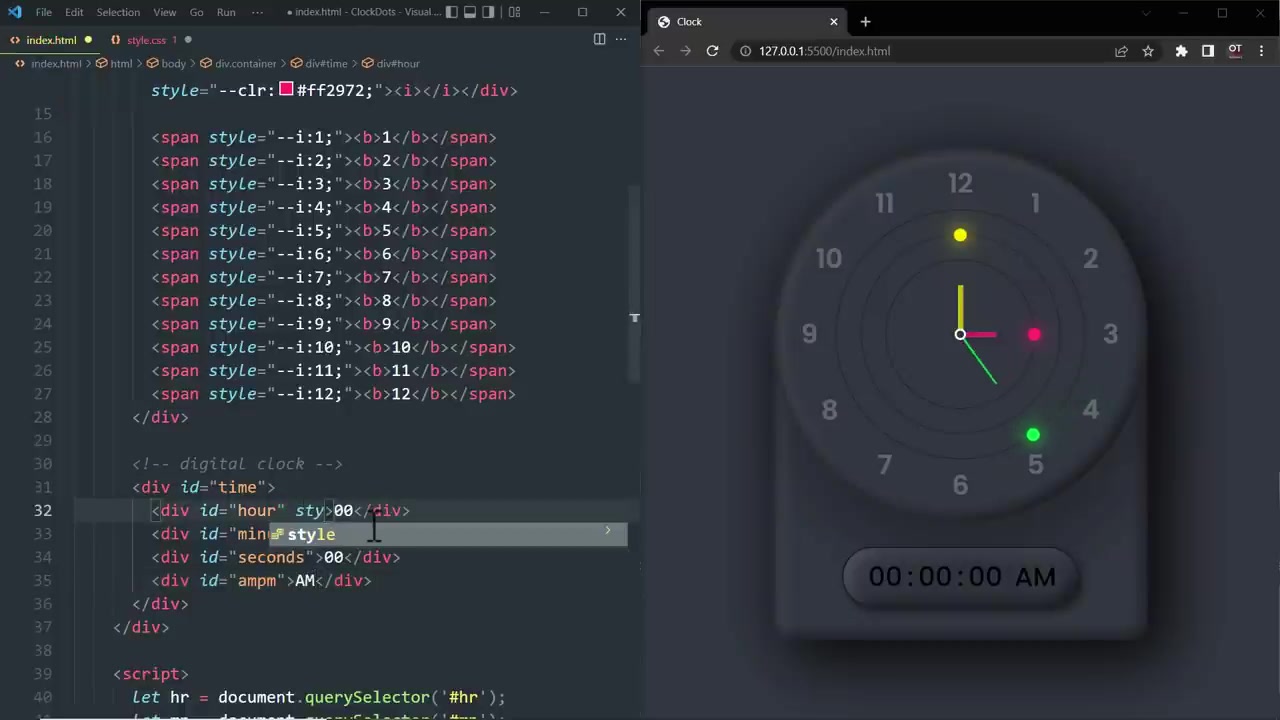 File Edit Selection View Go Run ··· ● index.html - ClockDots - Visual....
index.html ● style.css 1 ●
index.html > html > body > div.container > div#time > div#hour
style="--clr:#ff2972;"><i></i></div>
15
16 <span style="--i:1;"><b>1</b></span>
17 <span style="--i:2;"><b>2</b></span>
18 <span style="--i:3;"><b>3</b></span>
19 <span style="--i:4;"><b>4</b></span>
20 <span style="--i:5;"><b>5</b></span>
21 <span style="--i:6;"><b>6</b></span>
22 <span style="--i:7;"><b>7</b></span>
23 <span style="--i:8;"><b>8</b></span>
24 <span style="--i:9;"><b>9</b></span>
25 <span style="--i:10;"><b>10</b></span>
26 <span style="--i:11;"><b>11</b></span>
27 <span style="--i:12;"><b>12</b></span>
28 </div>
29
30 <!-- digital clock -->
31 <div id="time">
32 <div id="hour" sty>00</div>
33 <div id="min
style
34 <div id="seconds">00</div>
35 <div id="ampm">AM</div>
36 </div>
37 </div>
38
39 <script>
40 let hr = document.querySelector('#hr');
Clock
127.0.0.1:5500/index.html
OT
12
11 1
10 2
9 3
8 4
7 5
6
00:00:00 AM